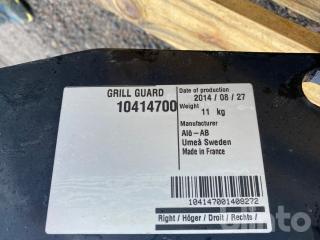 GRILL GUARD
10414700
Date of production
2014 / 08 / 27
Weight
11 kg
Manufacturer
Alö-AB
Umeå Sweden
Made in France
104147001408272
Right / Höger / Droit / Rechts /
blinto